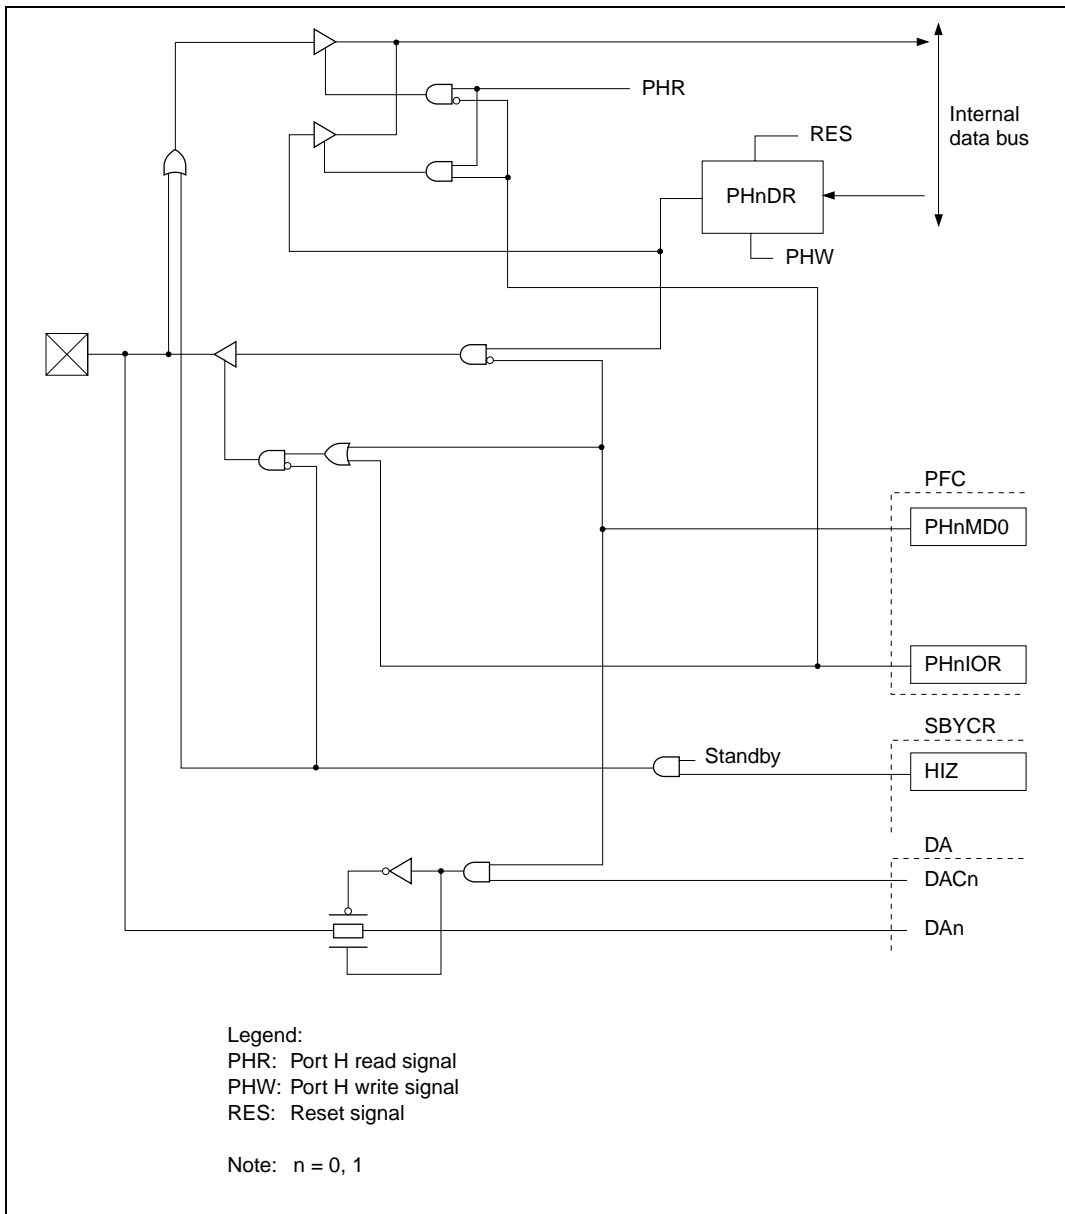 PHR
Internal
data bus
RES
PHnDR
PHW
PFC
PHnMD0
PHnIOR
SBYCR
Standby
HIZ
DA
DACn
DAn
Legend:
PHR: Port H read signal
PHW: Port H write signal
RES: Reset signal
Note: n = 0, 1